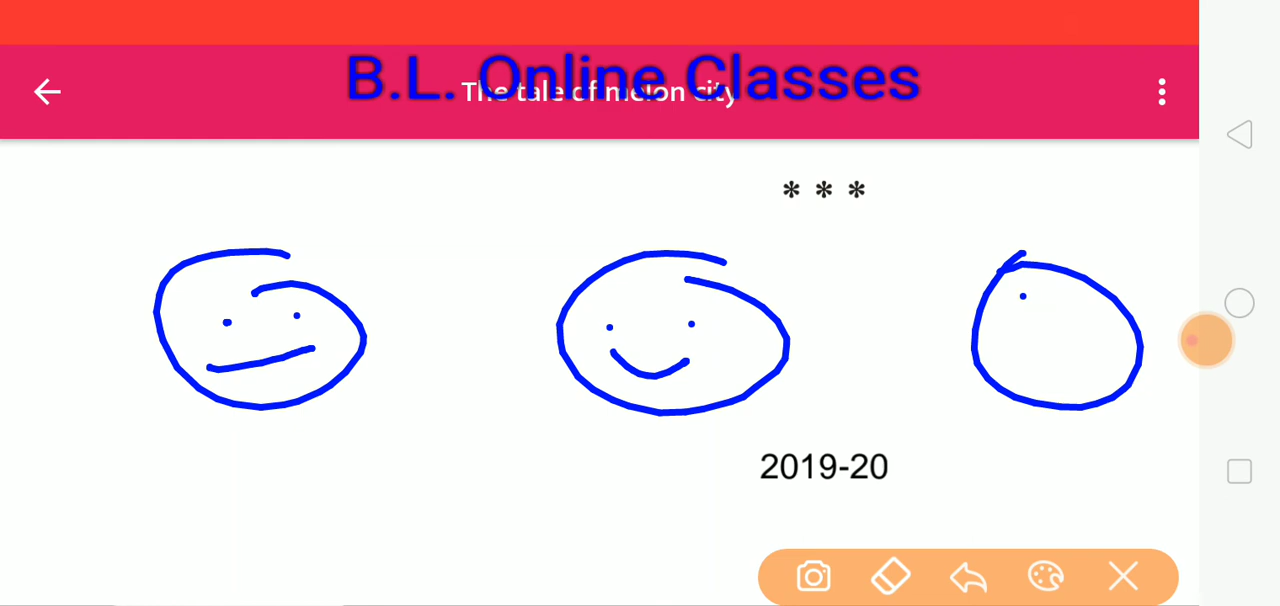 B.L. Online Classes
The tale of melon city
* * *
2019-20